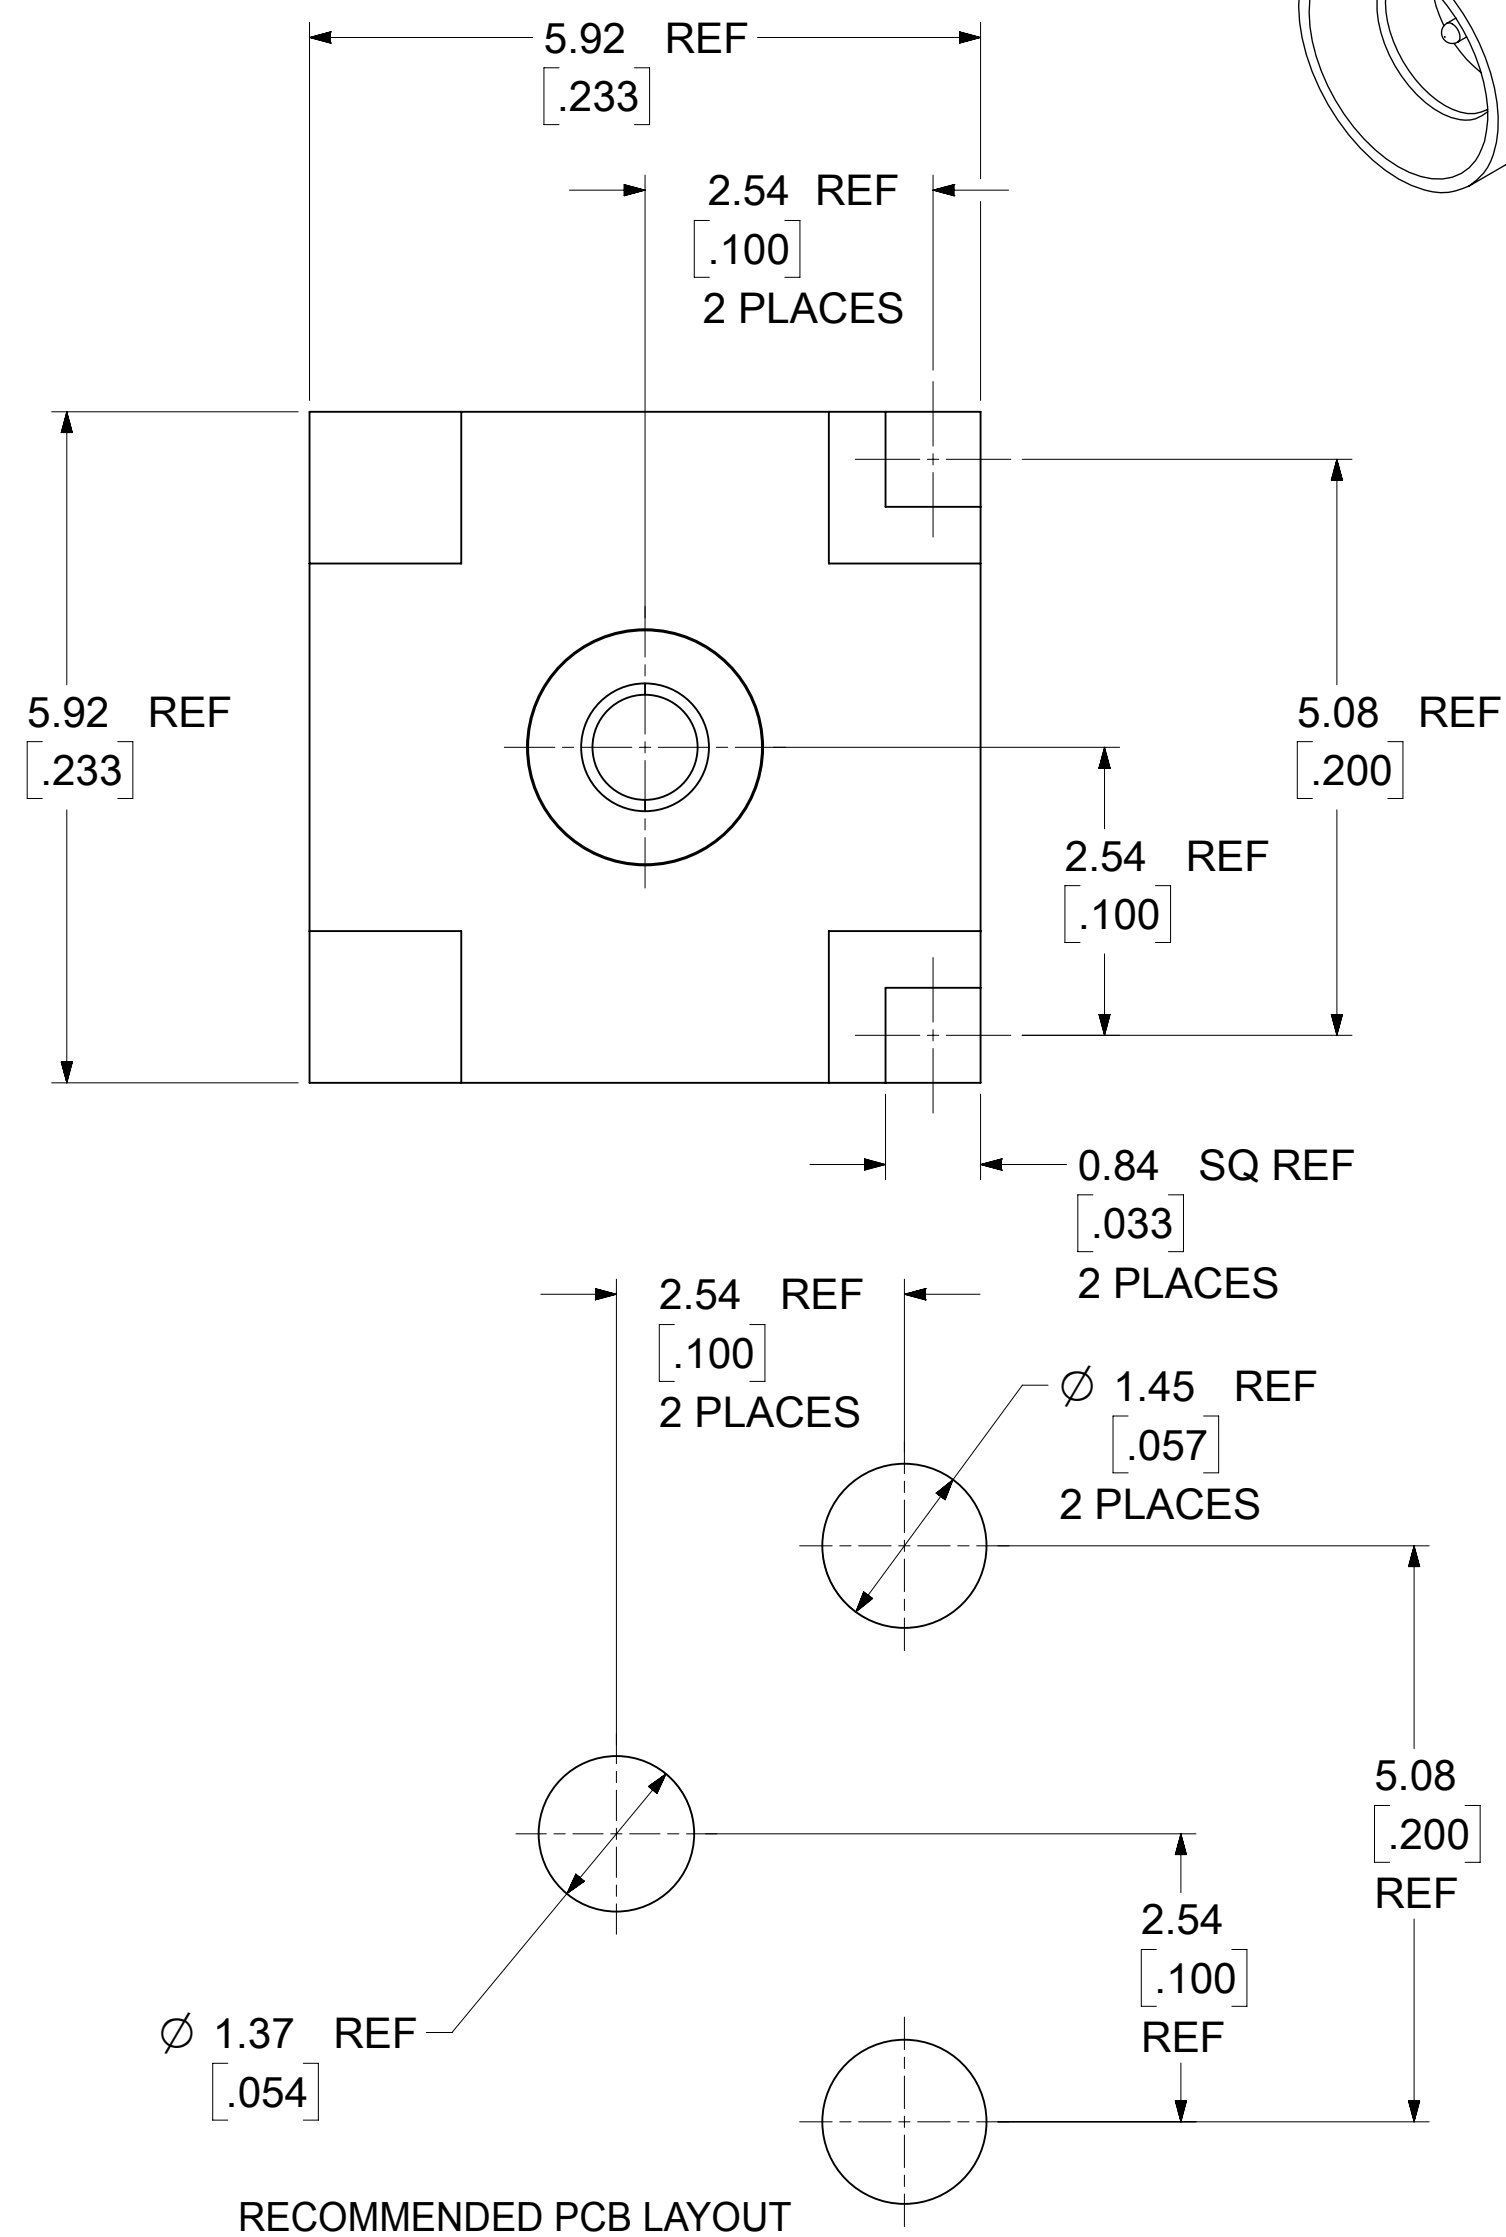 5.92 REF
[.233]
2.54 REF
[.100]
2 PLACES
5.92 REF
[.233]
5.08 REF
[.200]
2.54 REF
[.100]
0.84 SQ REF
[.033]
2 PLACES
2.54 REF
[.100]
2 PLACES
∅ 1.45 REF
[.057]
2 PLACES
5.08
[.200]
REF
2.54
[.100]
REF
∅ 1.37 REF
[.054]
RECOMMENDED PCB LAYOUT